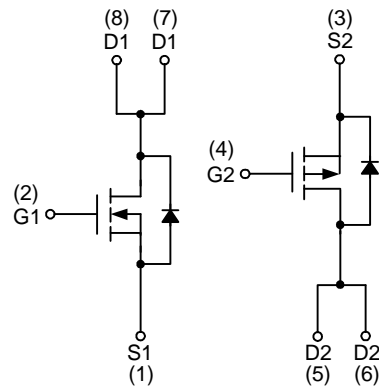 (8) (7)
D1 D1
(3)
S2
(2)
G1
(4)
G2
S1
(1)
D2 D2
(5) (6)